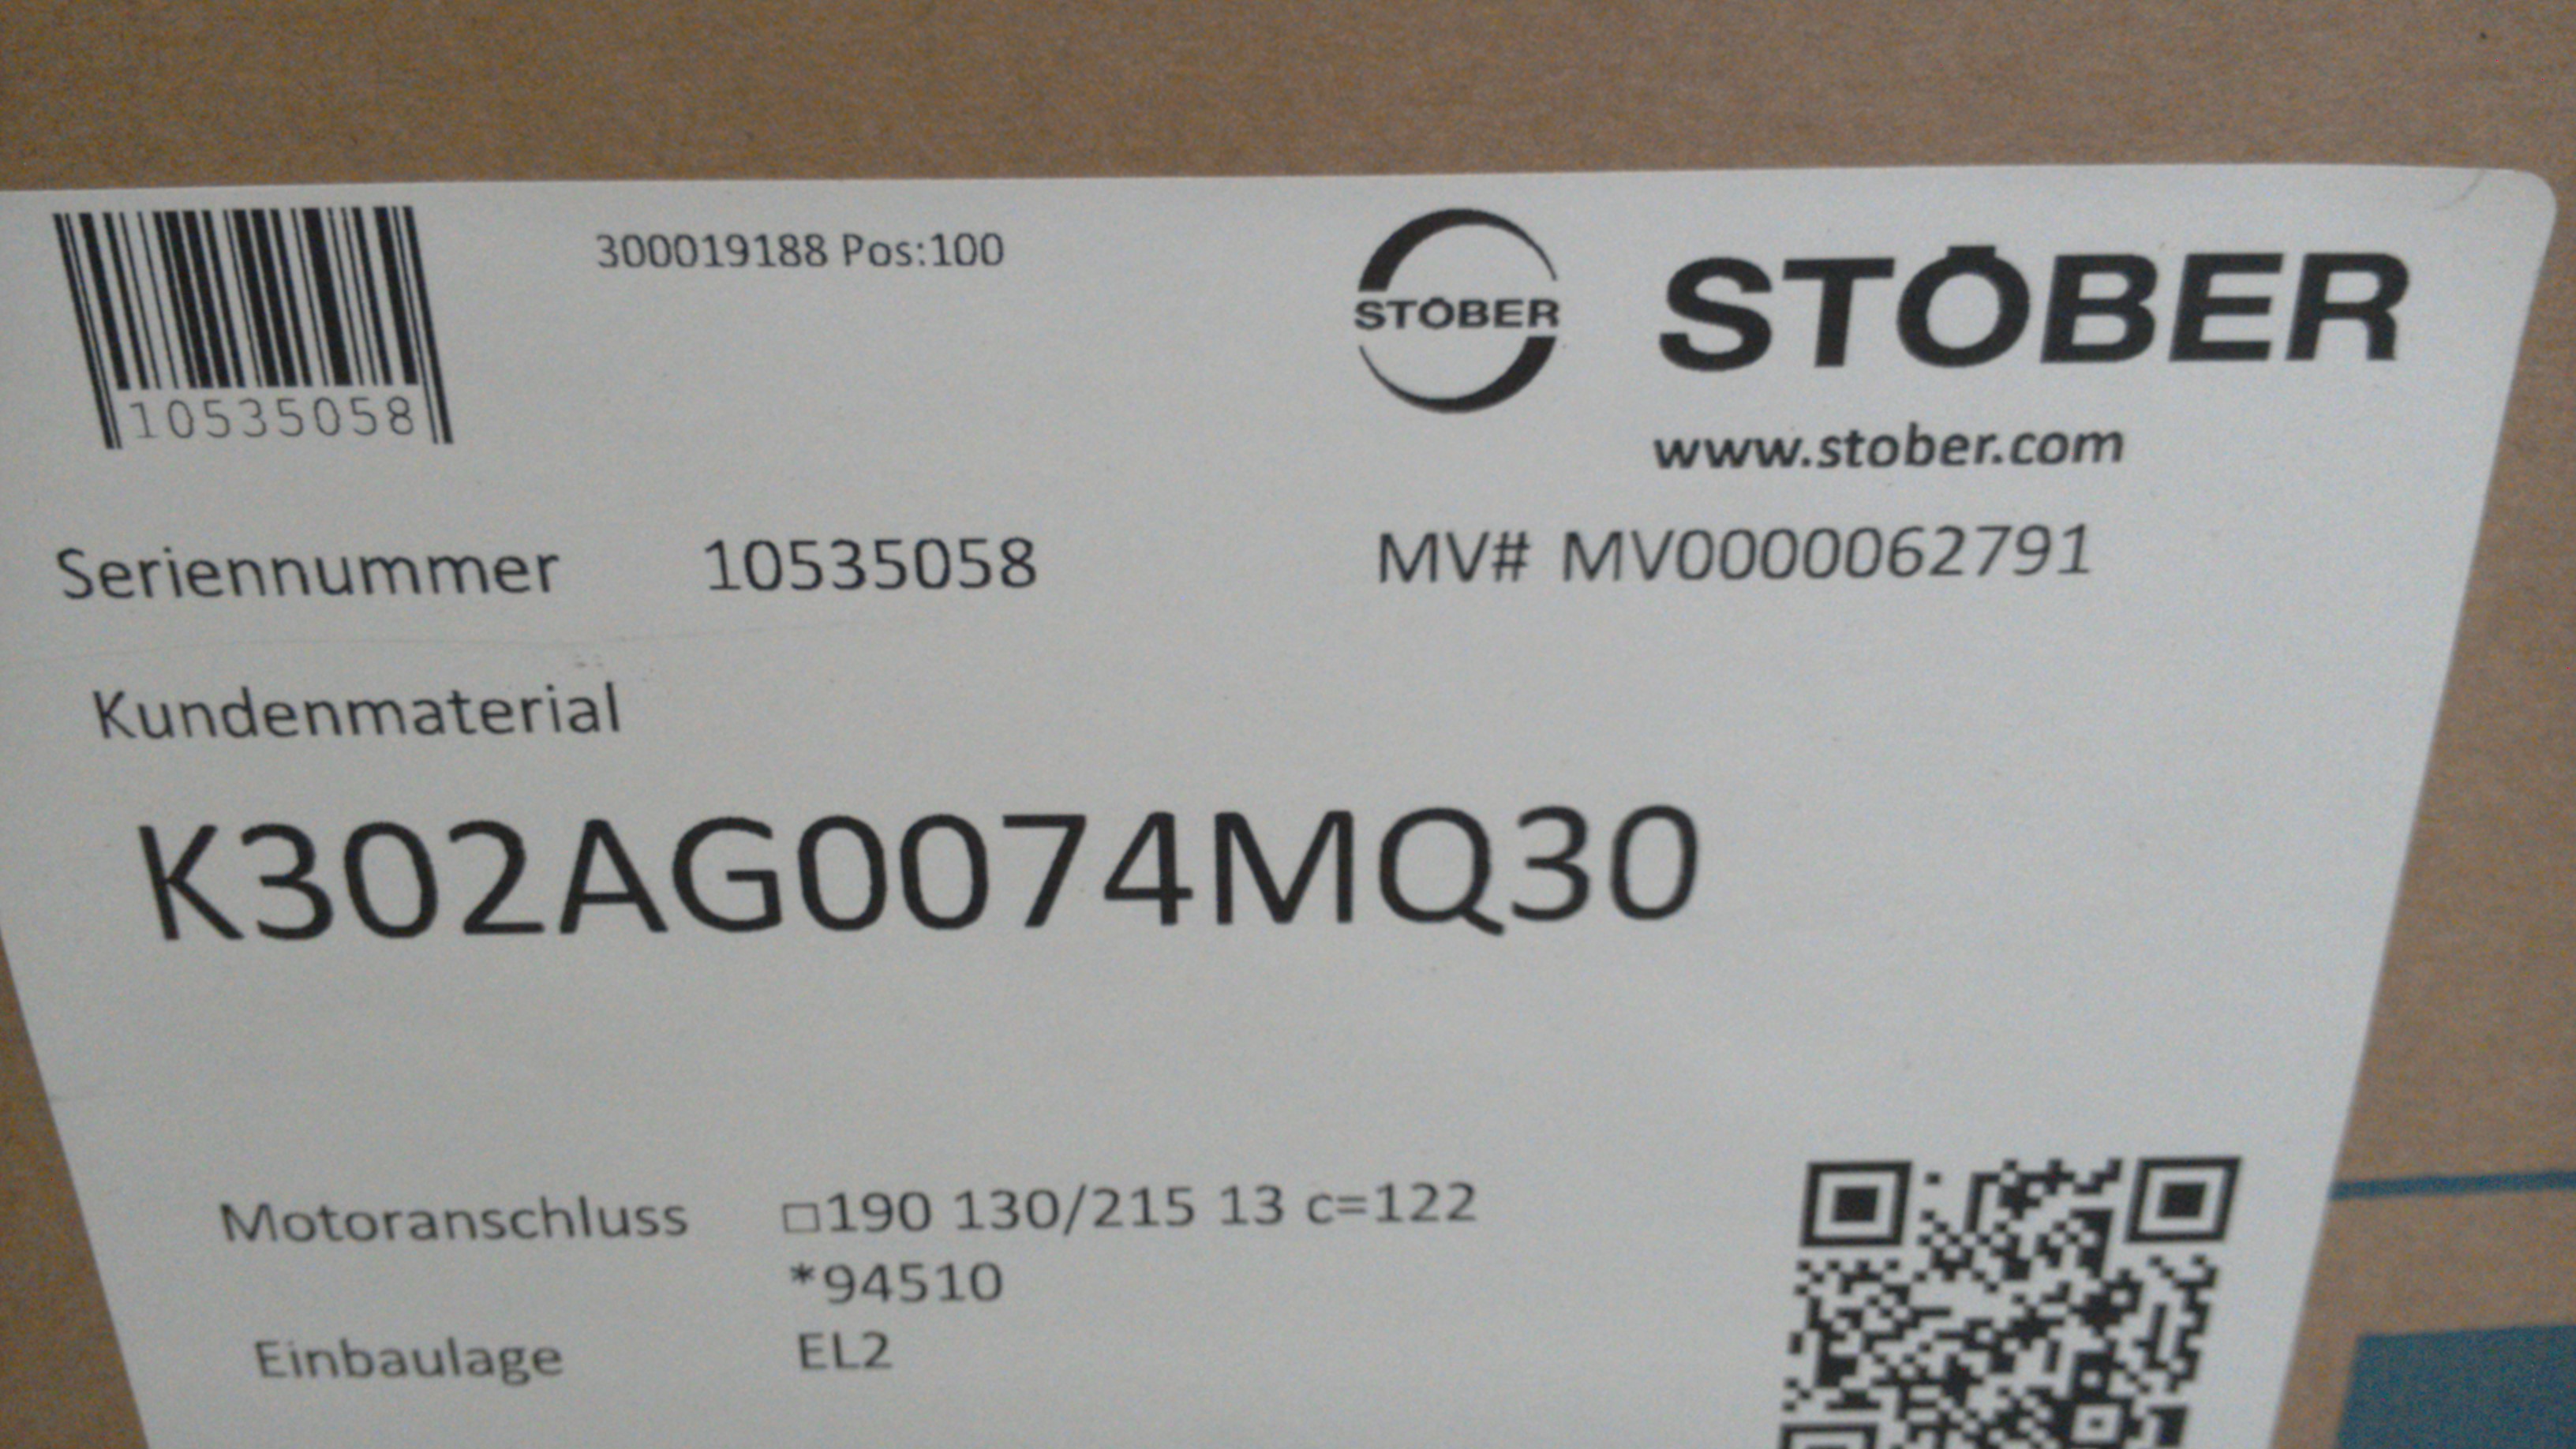 300019188 Pos:100
STÖBER
STÖBER
10535058
www.stober.com
Seriennummer 10535058 MV# MV0000062791
Kundenmaterial
K302AG0074MQ30
Motoranschluss □190 130/215 13 c=122
*94510
Einbaulage EL2